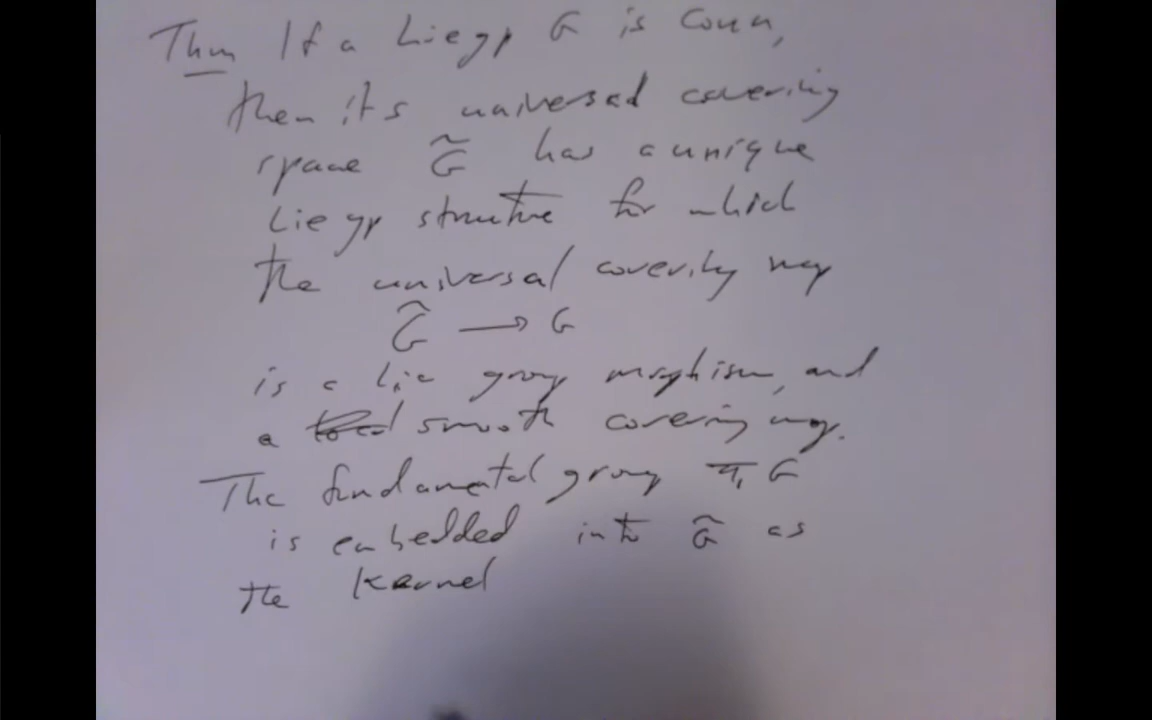 Thm If a Lie gp G is conn,
then its universal covering
space G̃ has a unique
Lie gp structure for which
the universal covering map
G̃ → G
is a Lie group morphism, and
a smooth covering map.
The fundamental group π₁ G
is embedded into G̃ as
the kernel